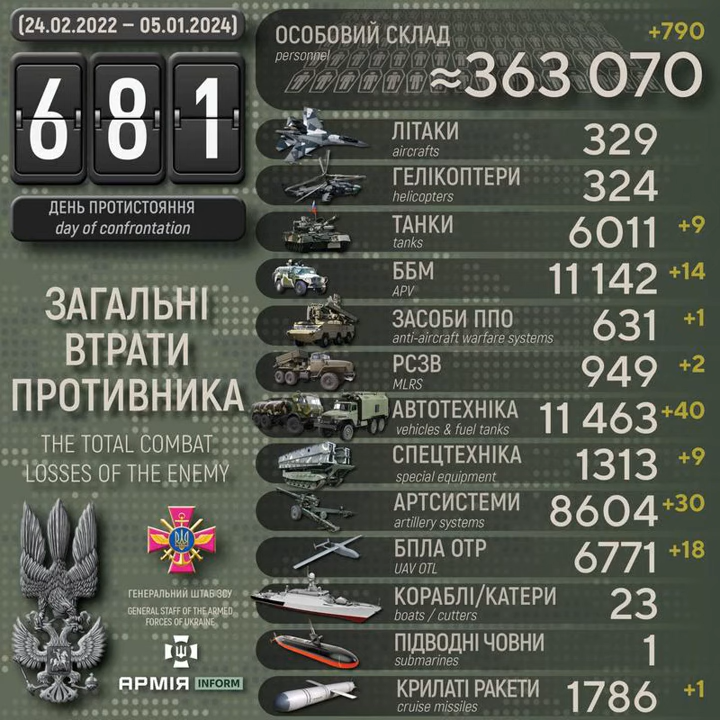 (24.02.2022 – 05.01.2024)
681
ДЕНЬ ПРОТИСТОЯННЯ
day of confrontation
ЗАГАЛЬНІ
ВТРАТИ
ПРОТИВНИКА
THE TOTAL COMBAT
LOSSES OF THE ENEMY
ГЕНЕРАЛЬНИЙ ШТАБ ЗСУ
GENERAL STAFF OF THE ARMED
FORCES OF UKRAINE
АРМІЯ INFORM
ОСОБОВИЙ СКЛАД +790
personnel
≈363 070
ЛІТАКИ 329
aircrafts
ГЕЛІКОПТЕРИ 324
helicopters
ТАНКИ 6011 +9
tanks
ББМ 11 142 +14
APV
ЗАСОБИ ППО 631 +1
anti-aircraft warfare systems
РСЗВ 949 +2
MLRS
АВТОТЕХНІКА 11 463 +40
vehicles & fuel tanks
СПЕЦТЕХНІКА 1313 +9
special equipment
АРТСИСТЕМИ 8604 +30
artillery systems
БПЛА ОТР 6771 +18
UAV OTL
КОРАБЛІ/КАТЕРИ 23
boats / cutters
ПІДВОДНІ ЧОВНИ 1
submarines
КРИЛАТІ РАКЕТИ 1786 +1
cruise missiles